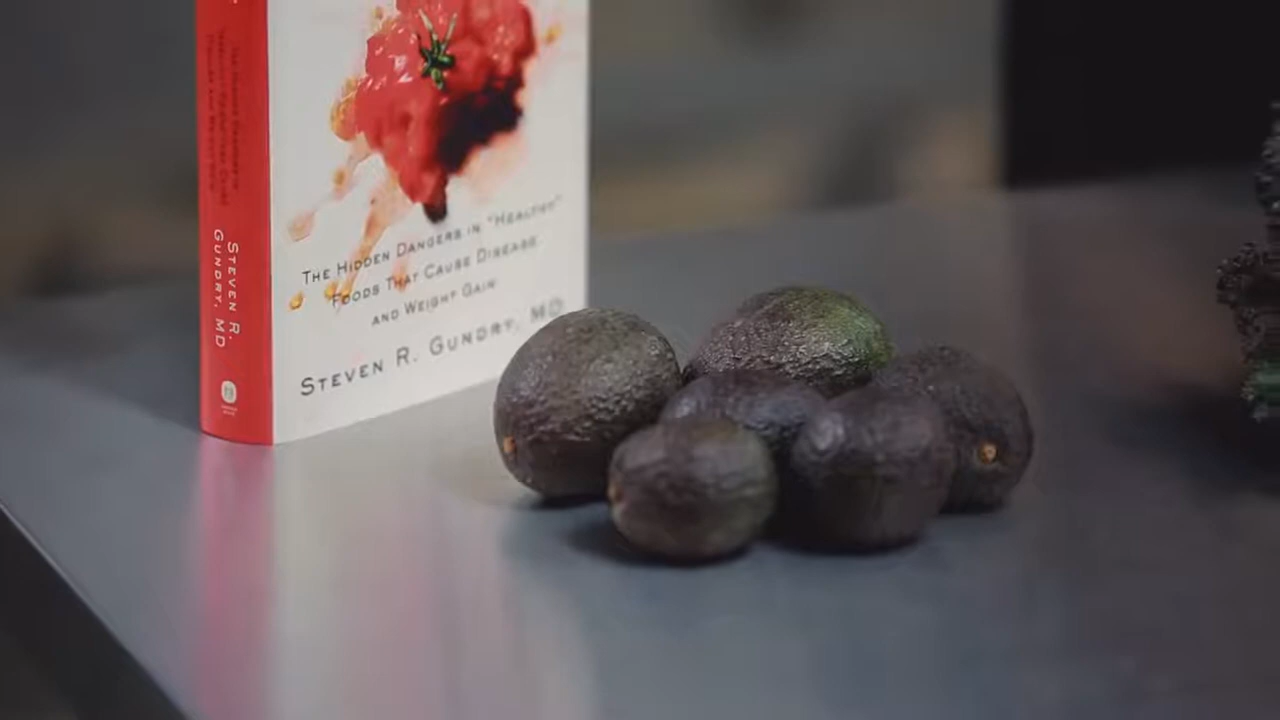 THE HIDDEN DANGERS IN "HEALTHY"
FOODS THAT CAUSE DISEASE
AND WEIGHT GAIN
STEVEN R. GUNDRY, MD
STEVEN R.
GUNDRY, MD